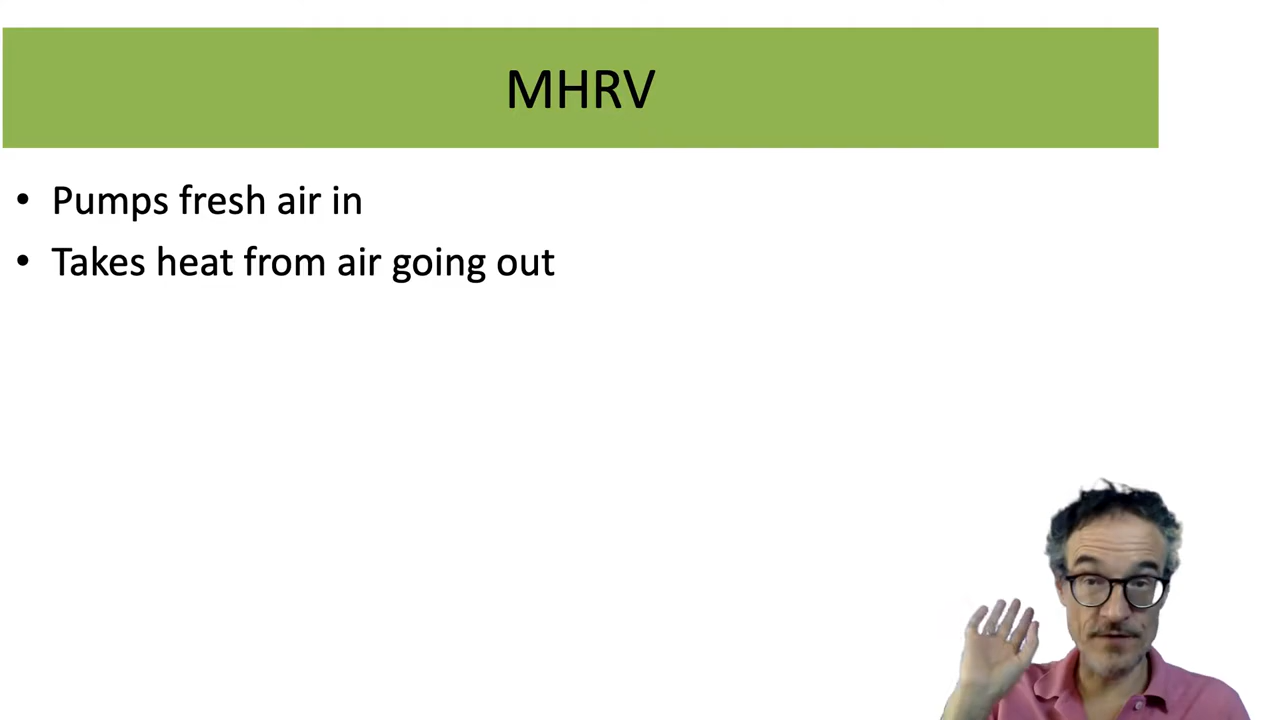 MHRV
• Pumps fresh air in
• Takes heat from air going out